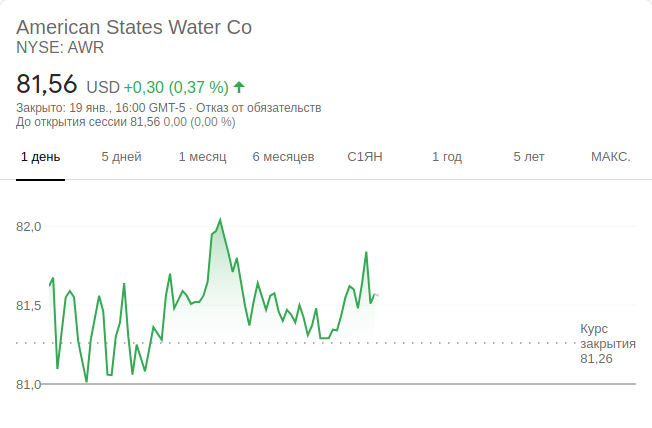 American States Water Co
NYSE: AWR
81,56 USD +0,30 (0,37 %)
Закрыто: 19 янв., 16:00 GMT-5 · Отказ от обязательств
До открытия сессии 81,56 0,00 (0,00 %)
1 день 5 дней 1 месяц 6 месяцев С1ЯН 1 год 5 лет МАКС.
82,0
81,5
Курс
закрытия
81,26
81,0